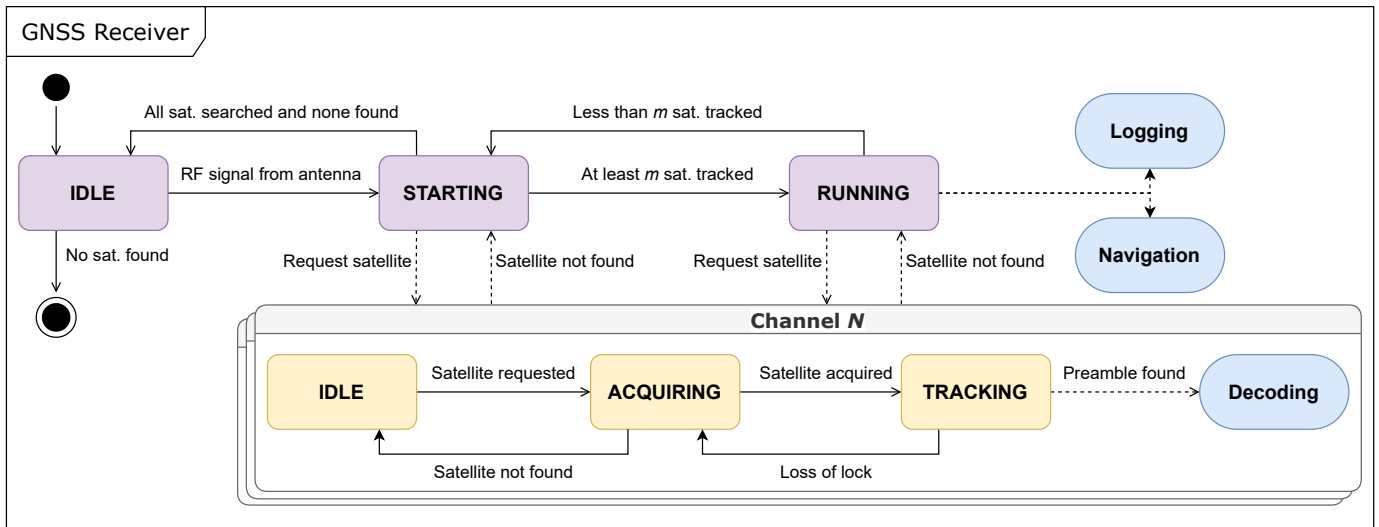 GNSS Receiver
All sat. searched and none found
Less than m sat. tracked
Logging
IDLE
RF signal from antenna
STARTING
At least m sat. tracked
RUNNING
No sat. found
Request satellite
Satellite not found
Request satellite
Satellite not found
Navigation
Channel N
IDLE
Satellite requested
ACQUIRING
Satellite acquired
TRACKING
Preamble found
Decoding
Satellite not found
Loss of lock